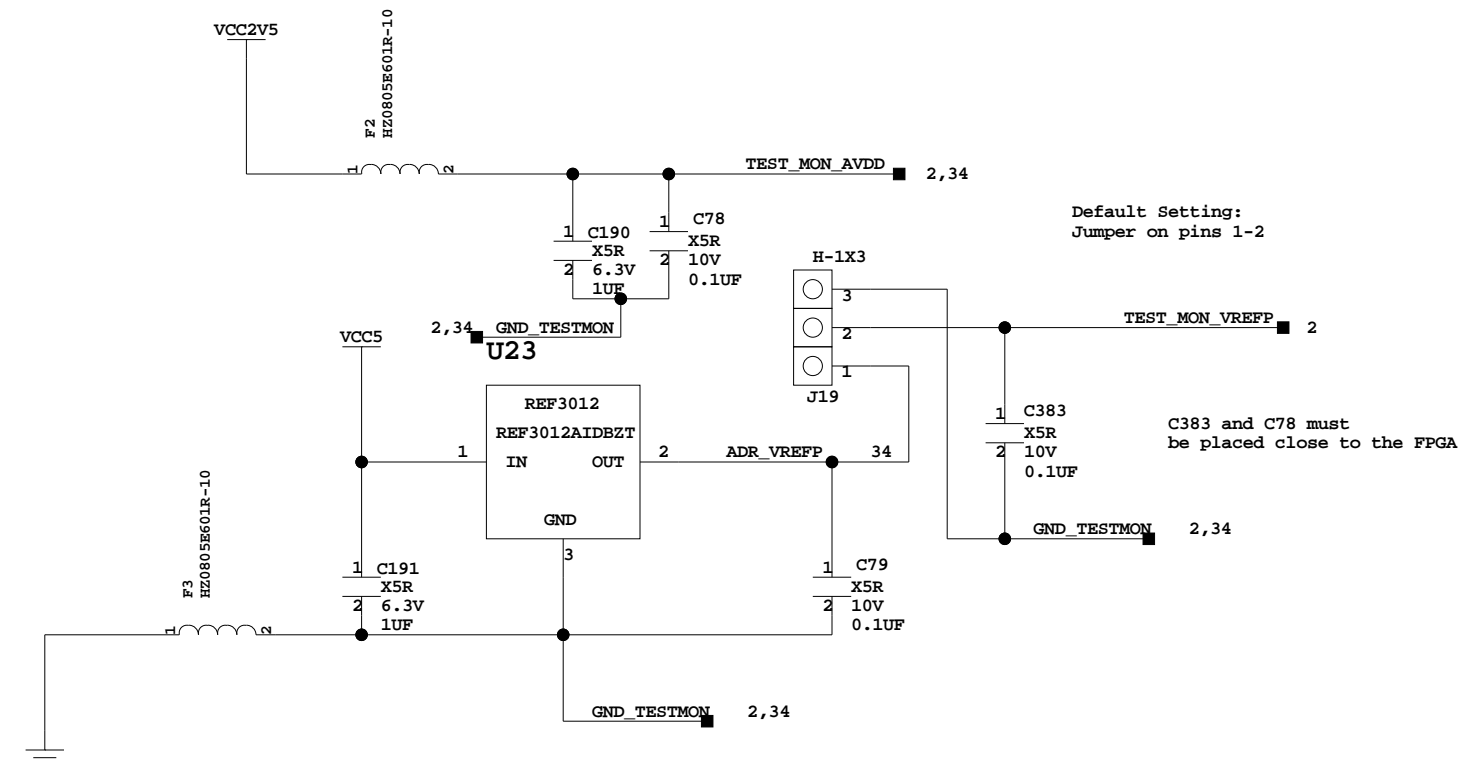 VCC2V5
F2
HZ0805E601R-10
1
2
TEST_MON_AVDD
2,34
1
C190
X5R
2
6.3V
1UF
1
C78
X5R
2
10V
0.1UF
Default Setting:
Jumper on pins 1-2
H-1X3
3
2
1
J19
TEST_MON_VREFP
2
2,34
GND_TESTMON
U23
VCC5
REF3012
REF3012AIDBZT
1
IN
OUT
2
GND
3
ADR_VREFP
34
1
C383
X5R
2
10V
0.1UF
C383 and C78 must
be placed close to the FPGA
GND_TESTMON
2,34
F3
HZ0805E601R-10
1
2
1
C191
X5R
2
6.3V
1UF
1
C79
X5R
2
10V
0.1UF
GND_TESTMON
2,34